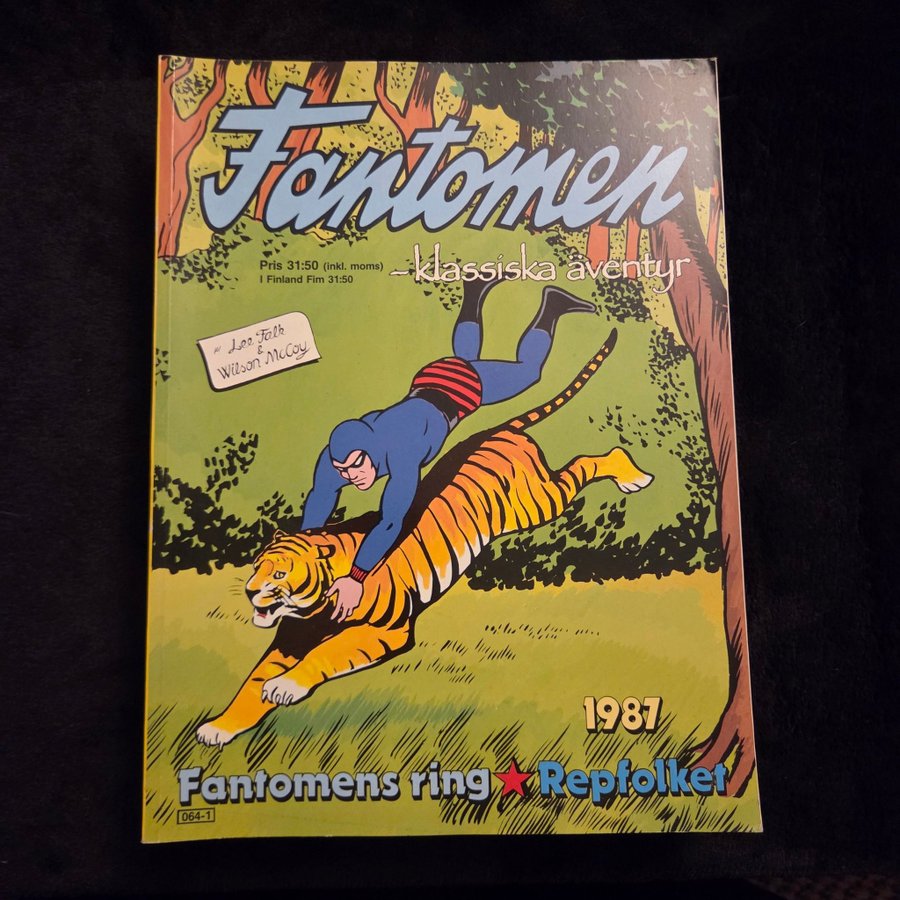 Fantomen
– klassiska äventyr
Pris 31:50 (inkl. moms)
I Finland Fim 31:50
av Lee Falk
&
Wilson McCoy
1987
Fantomens ring ★ Repfolket
064-1